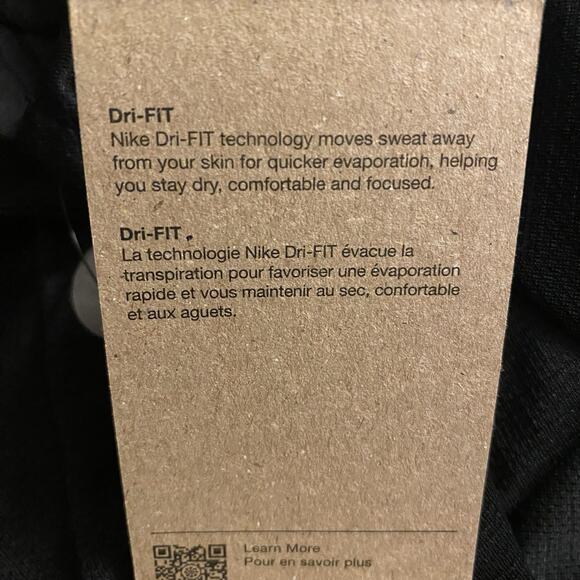 Dri-FIT
Nike Dri-FIT technology moves sweat away
from your skin for quicker evaporation, helping
you stay dry, comfortable and focused.
Dri-FIT
La technologie Nike Dri-FIT évacue la
transpiration pour favoriser une évaporation
rapide et vous maintenir au sec, confortable
et aux aguets.
Learn More
Pour en savoir plus